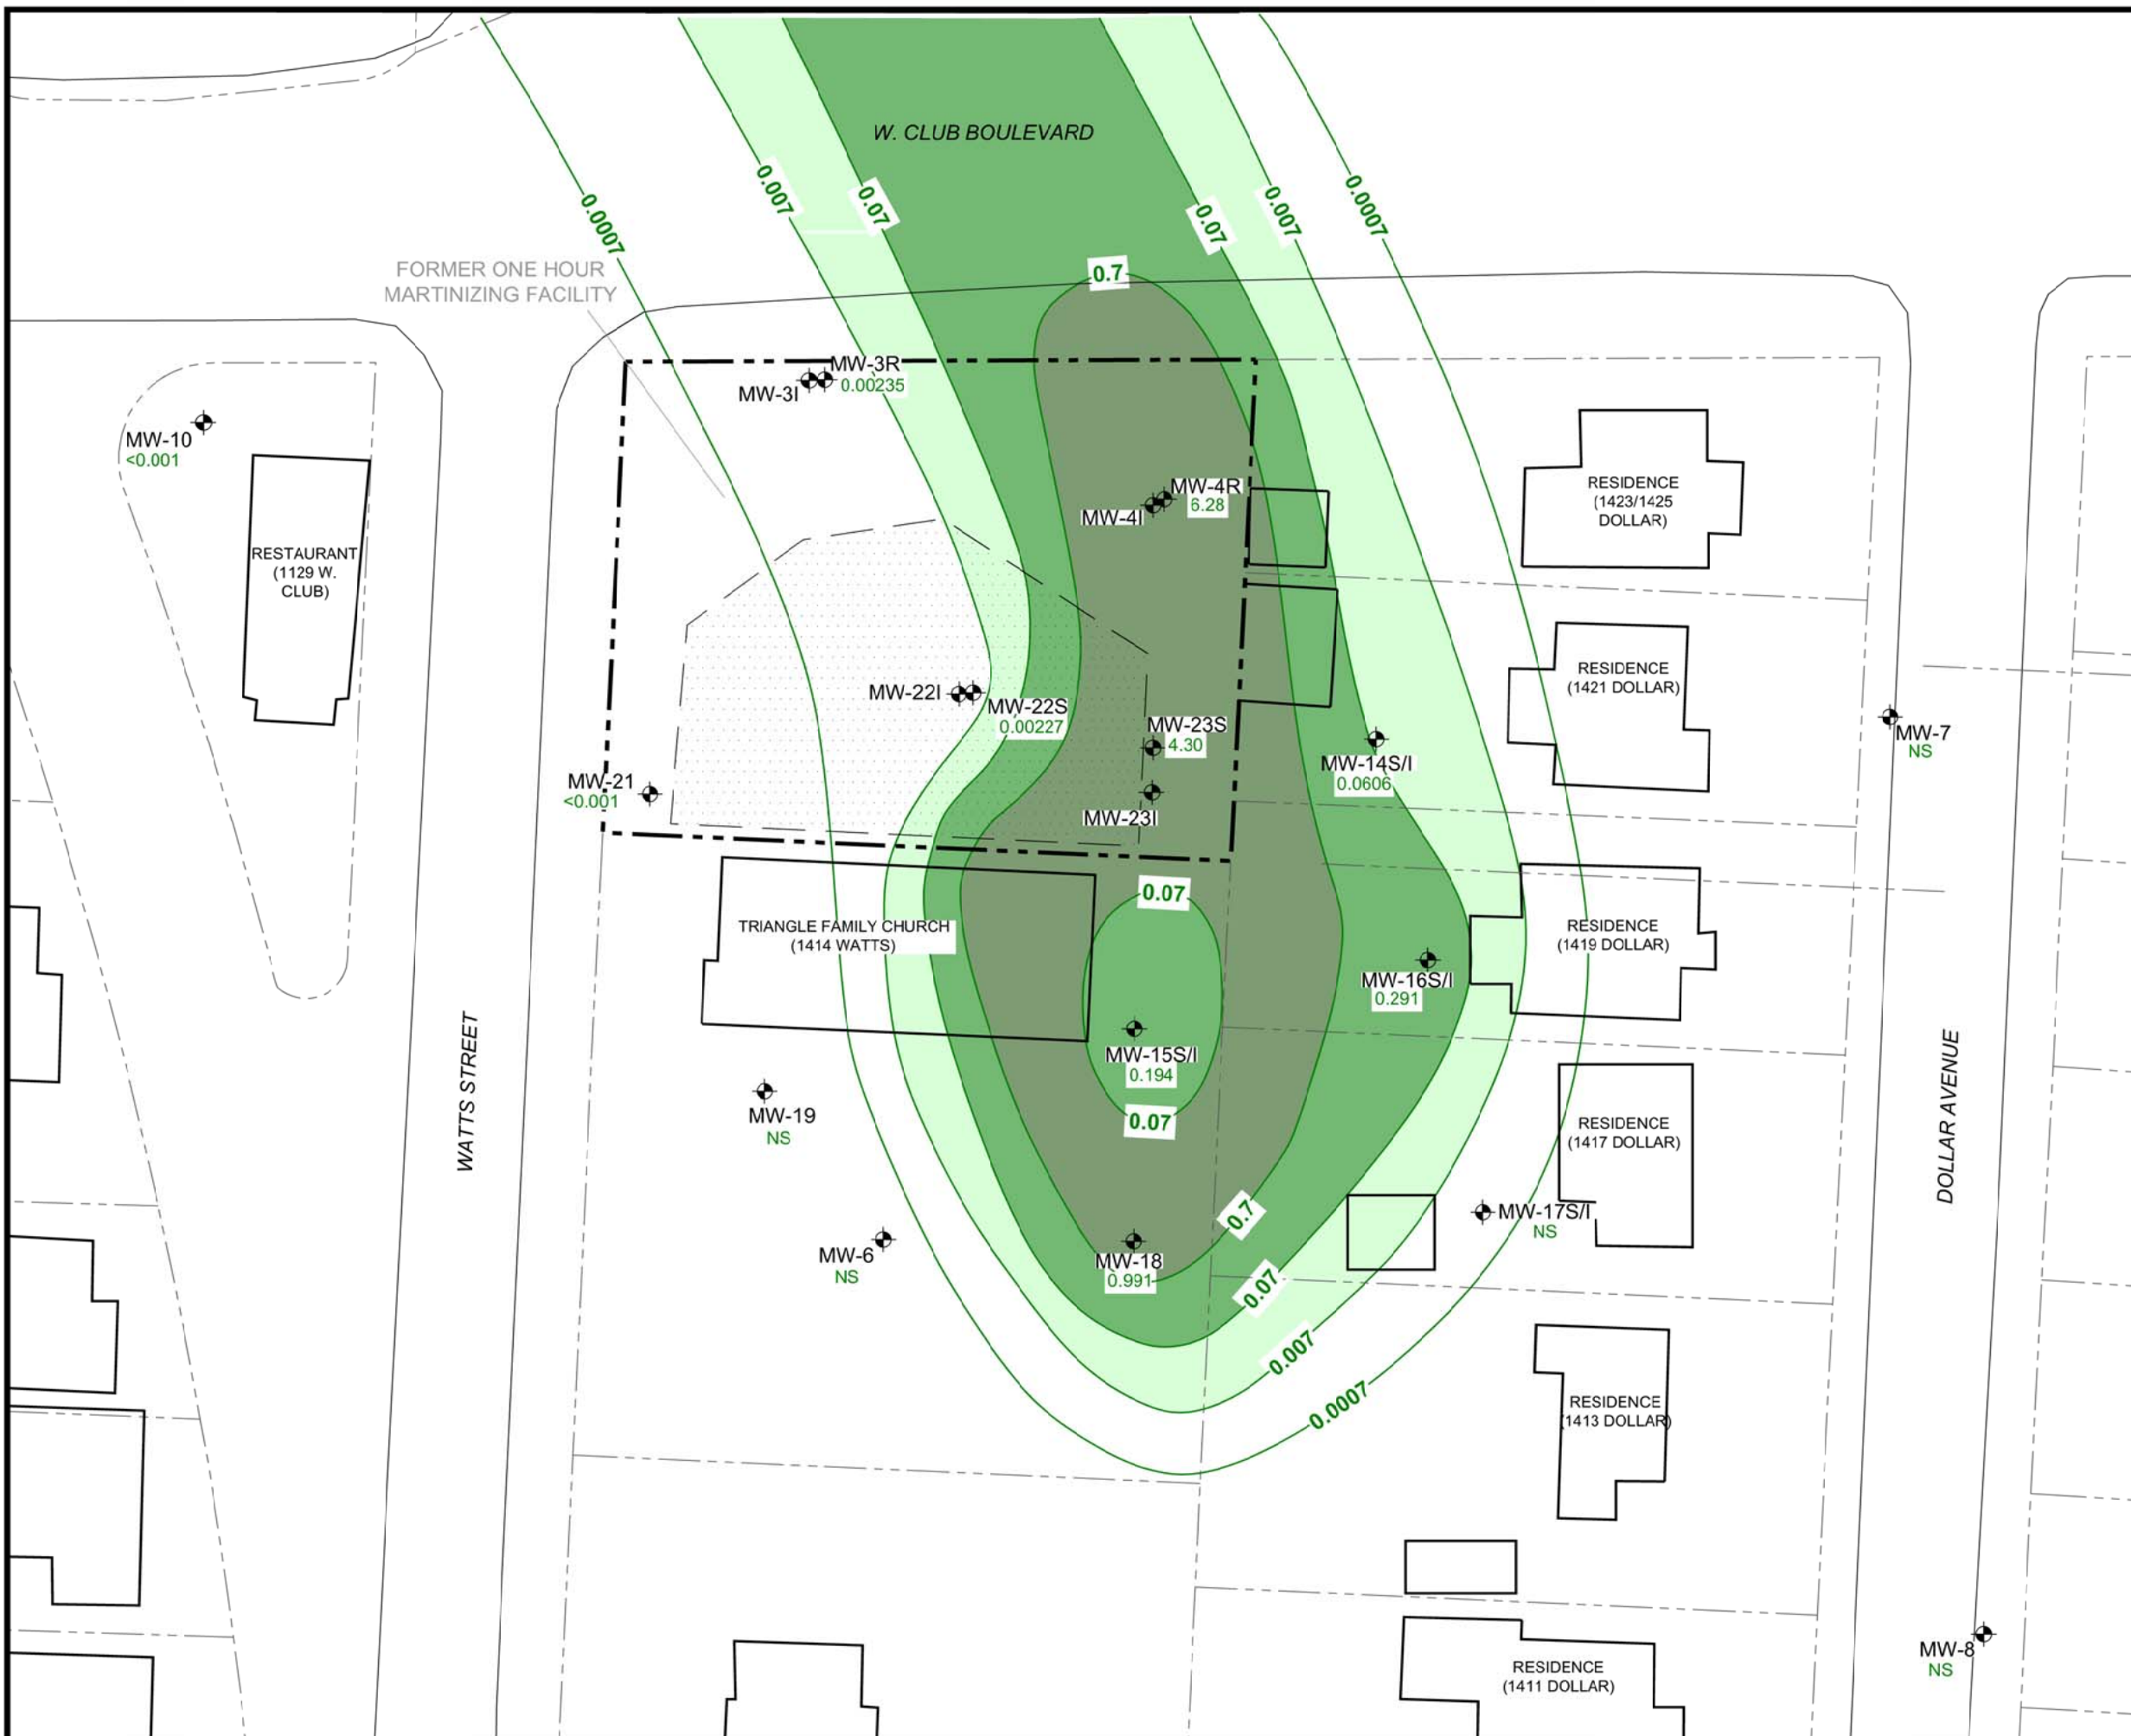 W. CLUB BOULEVARD
0.0007
0.007
0.07
0.07
0.007
0.0007
FORMER ONE HOUR
MARTINIZING FACILITY
0.7
MW-3R
0.00235
MW-3I
MW-10
<0.001
RESTAURANT
(1129 W.
CLUB)
MW-4R
6.28
MW-4I
RESIDENCE
(1423/1425
DOLLAR)
RESIDENCE
(1421 DOLLAR)
MW-22I
MW-22S
0.00227
MW-23S
4.30
MW-23I
MW-14S/I
0.0606
MW-7
NS
MW-21
<0.001
0.07
TRIANGLE FAMILY CHURCH
(1414 WATTS)
RESIDENCE
(1419 DOLLAR)
MW-16S/I
0.291
MW-15S/I
0.194
0.07
WATTS STREET
DOLLAR AVENUE
MW-19
NS
RESIDENCE
(1417 DOLLAR)
MW-17S/I
NS
MW-6
NS
MW-18
0.991
0.7
0.07
0.007
0.0007
RESIDENCE
(1413 DOLLAR)
MW-8
NS
RESIDENCE
(1411 DOLLAR)